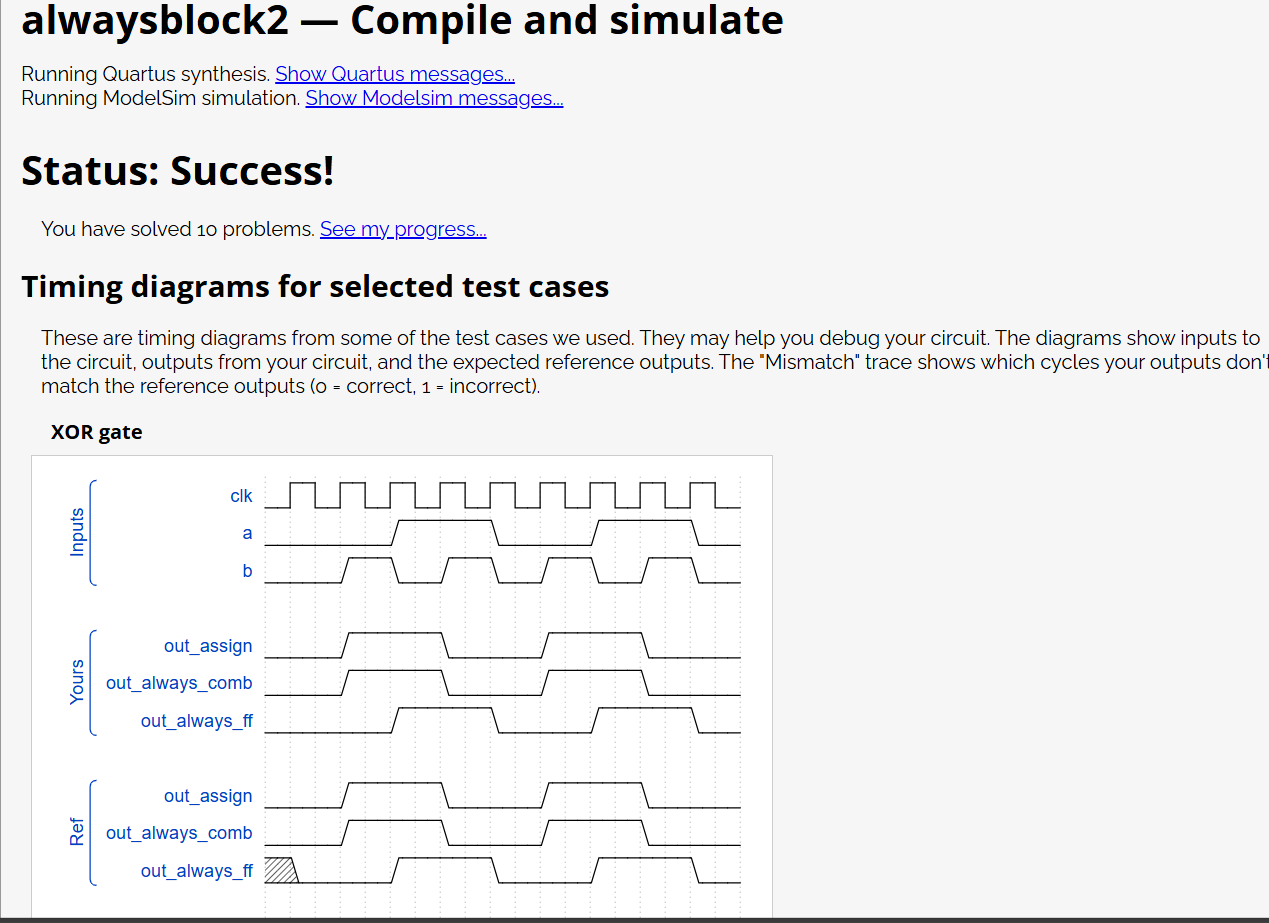 alwaysblock2 — Compile and simulate
Running Quartus synthesis. Show Quartus messages...
Running ModelSim simulation. Show Modelsim messages...
Status: Success!
You have solved 10 problems. See my progress...
Timing diagrams for selected test cases
These are timing diagrams from some of the test cases we used. They may help you debug your circuit. The diagrams show inputs to
the circuit, outputs from your circuit, and the expected reference outputs. The "Mismatch" trace shows which cycles your outputs don't
match the reference outputs (0 = correct, 1 = incorrect).
XOR gate
Inputs
clk
a
b
Yours
out_assign
out_always_comb
out_always_ff
Ref
out_assign
out_always_comb
out_always_ff